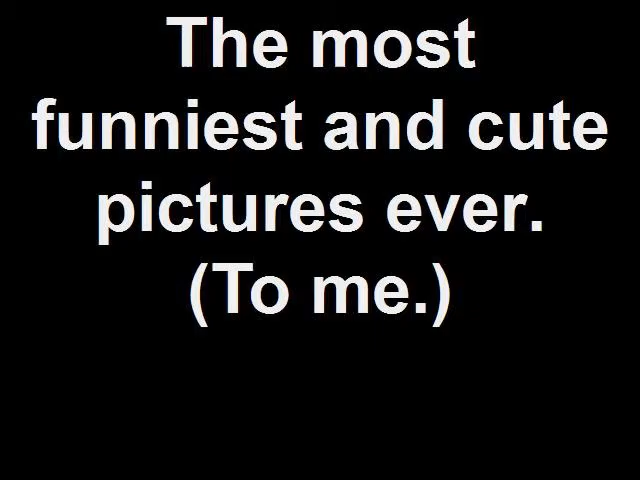 The most
funniest and cute
pictures ever.
(To me.)